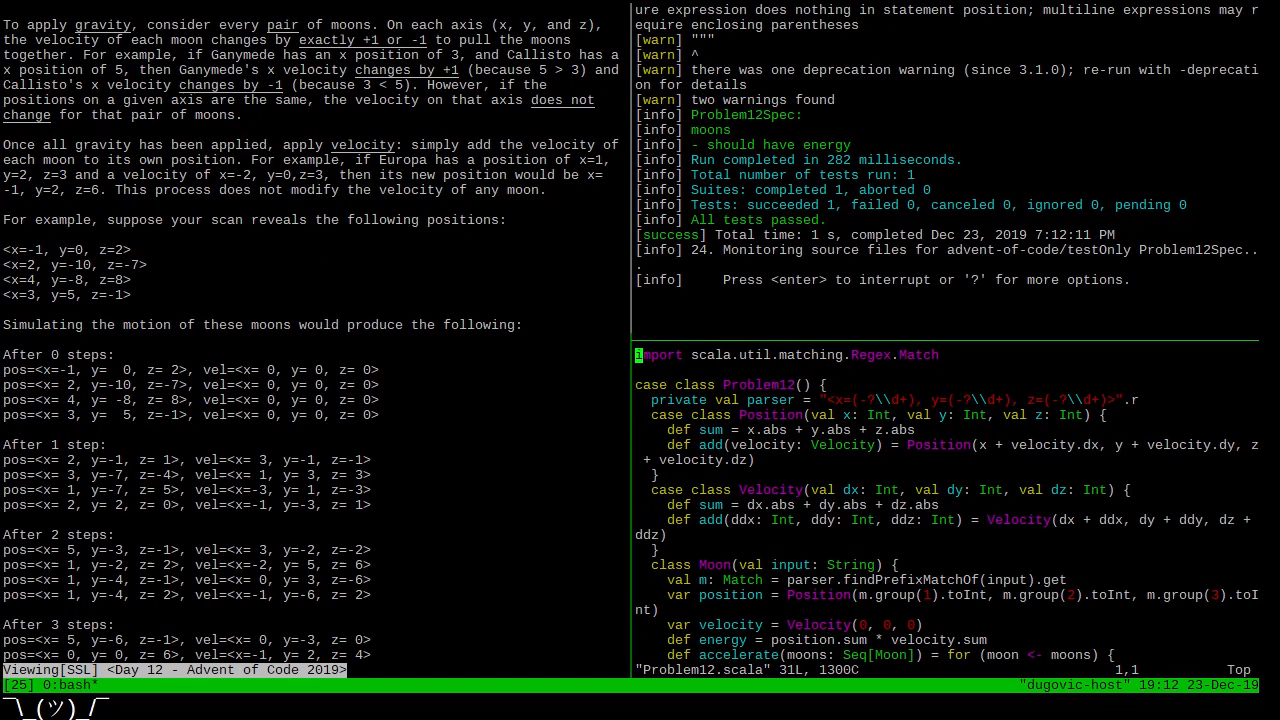 To apply gravity, consider every pair of moons. On each axis (x, y, and z),
the velocity of each moon changes by exactly +1 or -1 to pull the moons
together. For example, if Ganymede has an x position of 3, and Callisto has a
x position of 5, then Ganymede's x velocity changes by +1 (because 5 > 3) and
Callisto's x velocity changes by -1 (because 3 < 5). However, if the
positions on a given axis are the same, the velocity on that axis does not
change for that pair of moons.
Once all gravity has been applied, apply velocity: simply add the velocity of
each moon to its own position. For example, if Europa has a position of x=1,
y=2, z=3 and a velocity of x=-2, y=0,z=3, then its new position would be x=
-1, y=2, z=6. This process does not modify the velocity of any moon.
For example, suppose your scan reveals the following positions:
<x=-1, y=0, z=2>
<x=2, y=-10, z=-7>
<x=4, y=-8, z=8>
<x=3, y=5, z=-1>
Simulating the motion of these moons would produce the following:
After 0 steps:
pos=<x=-1, y=  0, z= 2>, vel=<x= 0, y= 0, z= 0>
pos=<x= 2, y=-10, z=-7>, vel=<x= 0, y= 0, z= 0>
pos=<x= 4, y= -8, z= 8>, vel=<x= 0, y= 0, z= 0>
pos=<x= 3, y=  5, z=-1>, vel=<x= 0, y= 0, z= 0>
After 1 step:
pos=<x= 2, y=-1, z= 1>, vel=<x= 3, y=-1, z=-1>
pos=<x= 3, y=-7, z=-4>, vel=<x= 1, y= 3, z= 3>
pos=<x= 1, y=-7, z= 5>, vel=<x=-3, y= 1, z=-3>
pos=<x= 2, y= 2, z= 0>, vel=<x=-1, y=-3, z= 1>
After 2 steps:
pos=<x= 5, y=-3, z=-1>, vel=<x= 3, y=-2, z=-2>
pos=<x= 1, y=-2, z= 2>, vel=<x=-2, y= 5, z= 6>
pos=<x= 1, y=-4, z=-1>, vel=<x= 0, y= 3, z=-6>
pos=<x= 1, y=-4, z= 2>, vel=<x=-1, y=-6, z= 2>
After 3 steps:
pos=<x= 5, y=-6, z=-1>, vel=<x= 0, y=-3, z= 0>
pos=<x= 0, y= 0, z= 6>, vel=<x=-1, y= 2, z= 4>
Viewing[SSL] <Day 12 - Advent of Code 2019>
ure expression does nothing in statement position; multiline expressions may r
equire enclosing parentheses
[warn] """
[warn] ^
[warn] there was one deprecation warning (since 3.1.0); re-run with -deprecati
on for details
[warn] two warnings found
[info] Problem12Spec:
[info] moons
[info] - should have energy
[info] Run completed in 282 milliseconds.
[info] Total number of tests run: 1
[info] Suites: completed 1, aborted 0
[info] Tests: succeeded 1, failed 0, canceled 0, ignored 0, pending 0
[info] All tests passed.
[success] Total time: 1 s, completed Dec 23, 2019 7:12:11 PM
[info] 24. Monitoring source files for advent-of-code/testOnly Problem12Spec..
.
[info]     Press <enter> to interrupt or '?' for more options.
import scala.util.matching.Regex.Match
case class Problem12() {
  private val parser = "<x=(-?\\d+), y=(-?\\d+), z=(-?\\d+)>".r
  case class Position(val x: Int, val y: Int, val z: Int) {
    def sum = x.abs + y.abs + z.abs
    def add(velocity: Velocity) = Position(x + velocity.dx, y + velocity.dy, z
 + velocity.dz)
  }
  case class Velocity(val dx: Int, val dy: Int, val dz: Int) {
    def sum = dx.abs + dy.abs + dz.abs
    def add(ddx: Int, ddy: Int, ddz: Int) = Velocity(dx + ddx, dy + ddy, dz +
ddz)
  }
  class Moon(val input: String) {
    val m: Match = parser.findPrefixMatchOf(input).get
    var position = Position(m.group(1).toInt, m.group(2).toInt, m.group(3).toI
nt)
    var velocity = Velocity(0, 0, 0)
    def energy = position.sum * velocity.sum
    def accelerate(moons: Seq[Moon]) = for (moon <- moons) {
"Problem12.scala" 31L, 1300C 1,1 Top
[25] 0:bash* "dugovic-host" 19:12 23-Dec-19
¯\_(ツ)_/¯